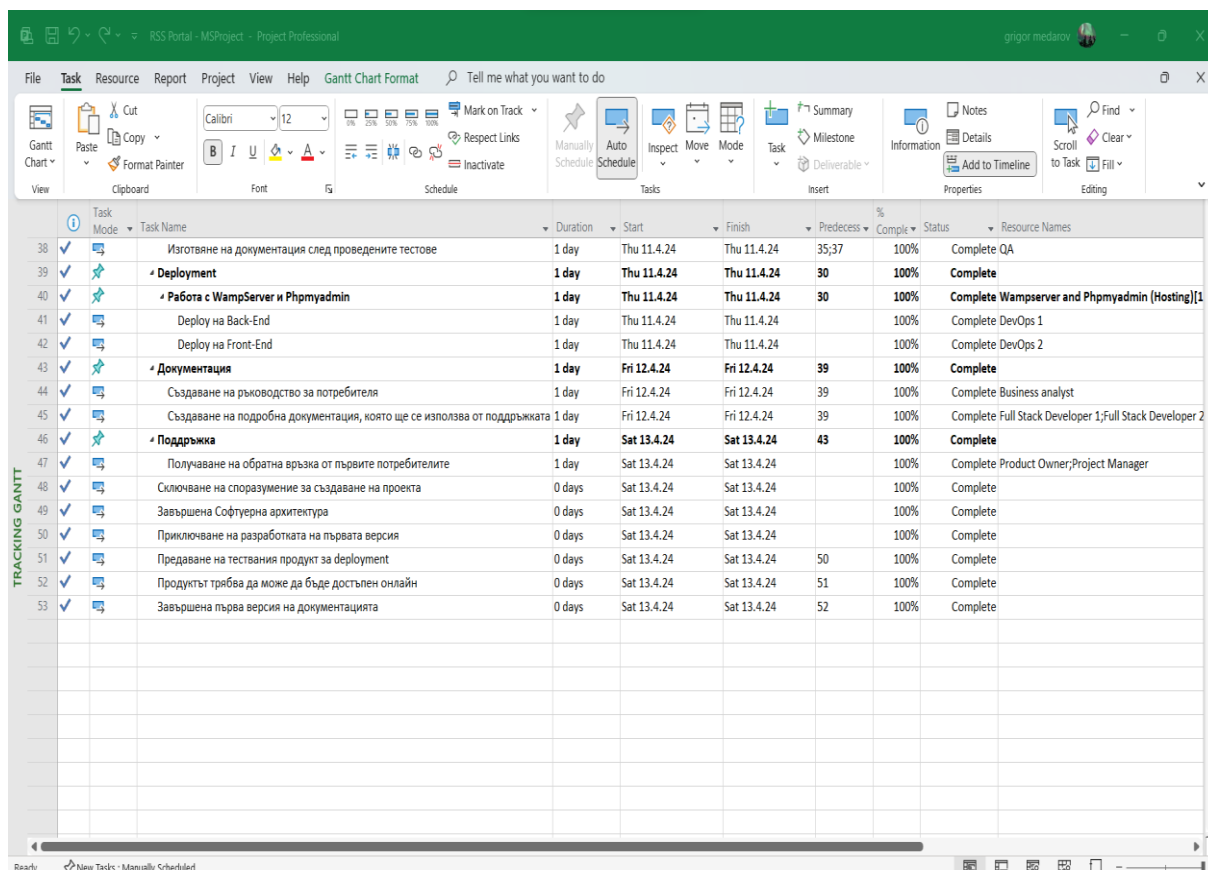 RSS Portal - MSProject - Project Professional
grigor medarov
File Task Resource Report Project View Help Gantt Chart Format Tell me what you want to do
Gantt Chart
View
Paste
Cut
Copy
Format Painter
Clipboard
Calibri 12
B I U A
Font
0% 25% 50% 75% 100%
Mark on Track
Respect Links
Inactivate
Schedule
Manually Schedule
Auto Schedule
Inspect
Move
Mode
Tasks
Task
Summary
Milestone
Deliverable
Insert
Information
Notes
Details
Add to Timeline
Properties
Scroll to Task
Find
Clear
Fill
Editing
Task Mode Task Name Duration Start Finish Predecess % Comple Status Resource Names
38 Изготвяне на документация след проведените тестове 1 day Thu 11.4.24 Thu 11.4.24 35;37 100% Complete QA
39 Deployment 1 day Thu 11.4.24 Thu 11.4.24 30 100% Complete
40 Работа с WampServer и Phpmyadmin 1 day Thu 11.4.24 Thu 11.4.24 30 100% Complete Wampserver and Phpmyadmin (Hosting)[1
41 Deploy на Back-End 1 day Thu 11.4.24 Thu 11.4.24 100% Complete DevOps 1
42 Deploy на Front-End 1 day Thu 11.4.24 Thu 11.4.24 100% Complete DevOps 2
43 Документация 1 day Fri 12.4.24 Fri 12.4.24 39 100% Complete
44 Създаване на ръководство за потребителя 1 day Fri 12.4.24 Fri 12.4.24 39 100% Complete Business analyst
45 Създаване на подробна документация, която ще се използва от поддръжката 1 day Fri 12.4.24 Fri 12.4.24 39 100% Complete Full Stack Developer 1;Full Stack Developer 2
46 Поддръжка 1 day Sat 13.4.24 Sat 13.4.24 43 100% Complete
47 Получаване на обратна връзка от първите потребителите 1 day Sat 13.4.24 Sat 13.4.24 100% Complete Product Owner;Project Manager
48 Сключване на споразумение за създаване на проекта 0 days Sat 13.4.24 Sat 13.4.24 100% Complete
49 Завършена Софтуерна архитектура 0 days Sat 13.4.24 Sat 13.4.24 100% Complete
50 Приключване на разработката на първата версия 0 days Sat 13.4.24 Sat 13.4.24 100% Complete
51 Предаване на тествания продукт за deployment 0 days Sat 13.4.24 Sat 13.4.24 50 100% Complete
52 Продуктът трябва да може да бъде достъпен онлайн 0 days Sat 13.4.24 Sat 13.4.24 51 100% Complete
53 Завършена първа версия на документацията 0 days Sat 13.4.24 Sat 13.4.24 52 100% Complete
TRACKING GANTT
Ready New Tasks : Manually Scheduled